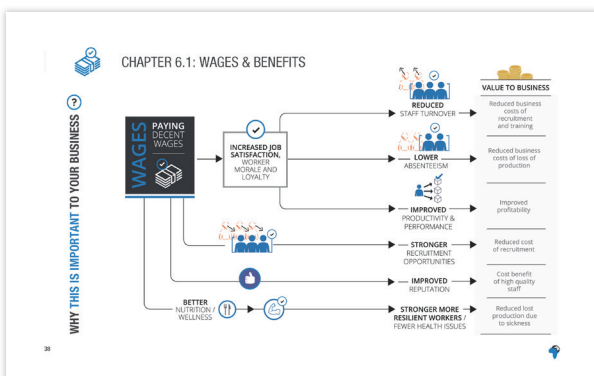 CHAPTER 6.1: WAGES & BENEFITS
WHY THIS IS IMPORTANT TO YOUR BUSINESS ?
WAGES
PAYING
DECENT
WAGES
INCREASED JOB
SATISFACTION,
WORKER
MORALE AND
LOYALTY
REDUCED
STAFF TURNOVER
LOWER
ABSENTEEISM
IMPROVED
PRODUCTIVITY &
PERFORMANCE
STRONGER
RECRUITMENT
OPPORTUNITIES
IMPROVED
REPUTATION
BETTER
NUTRITION /
WELLNESS
STRONGER MORE
RESILIENT WORKERS /
FEWER HEALTH ISSUES
VALUE TO BUSINESS
Reduced business
costs of
recruitment
and training
Reduced business
costs of loss of
production
Improved
profitability
Reduced cost
of recruitment
Cost benefit
of high quality
staff
Reduced lost
production due
to sickness
38